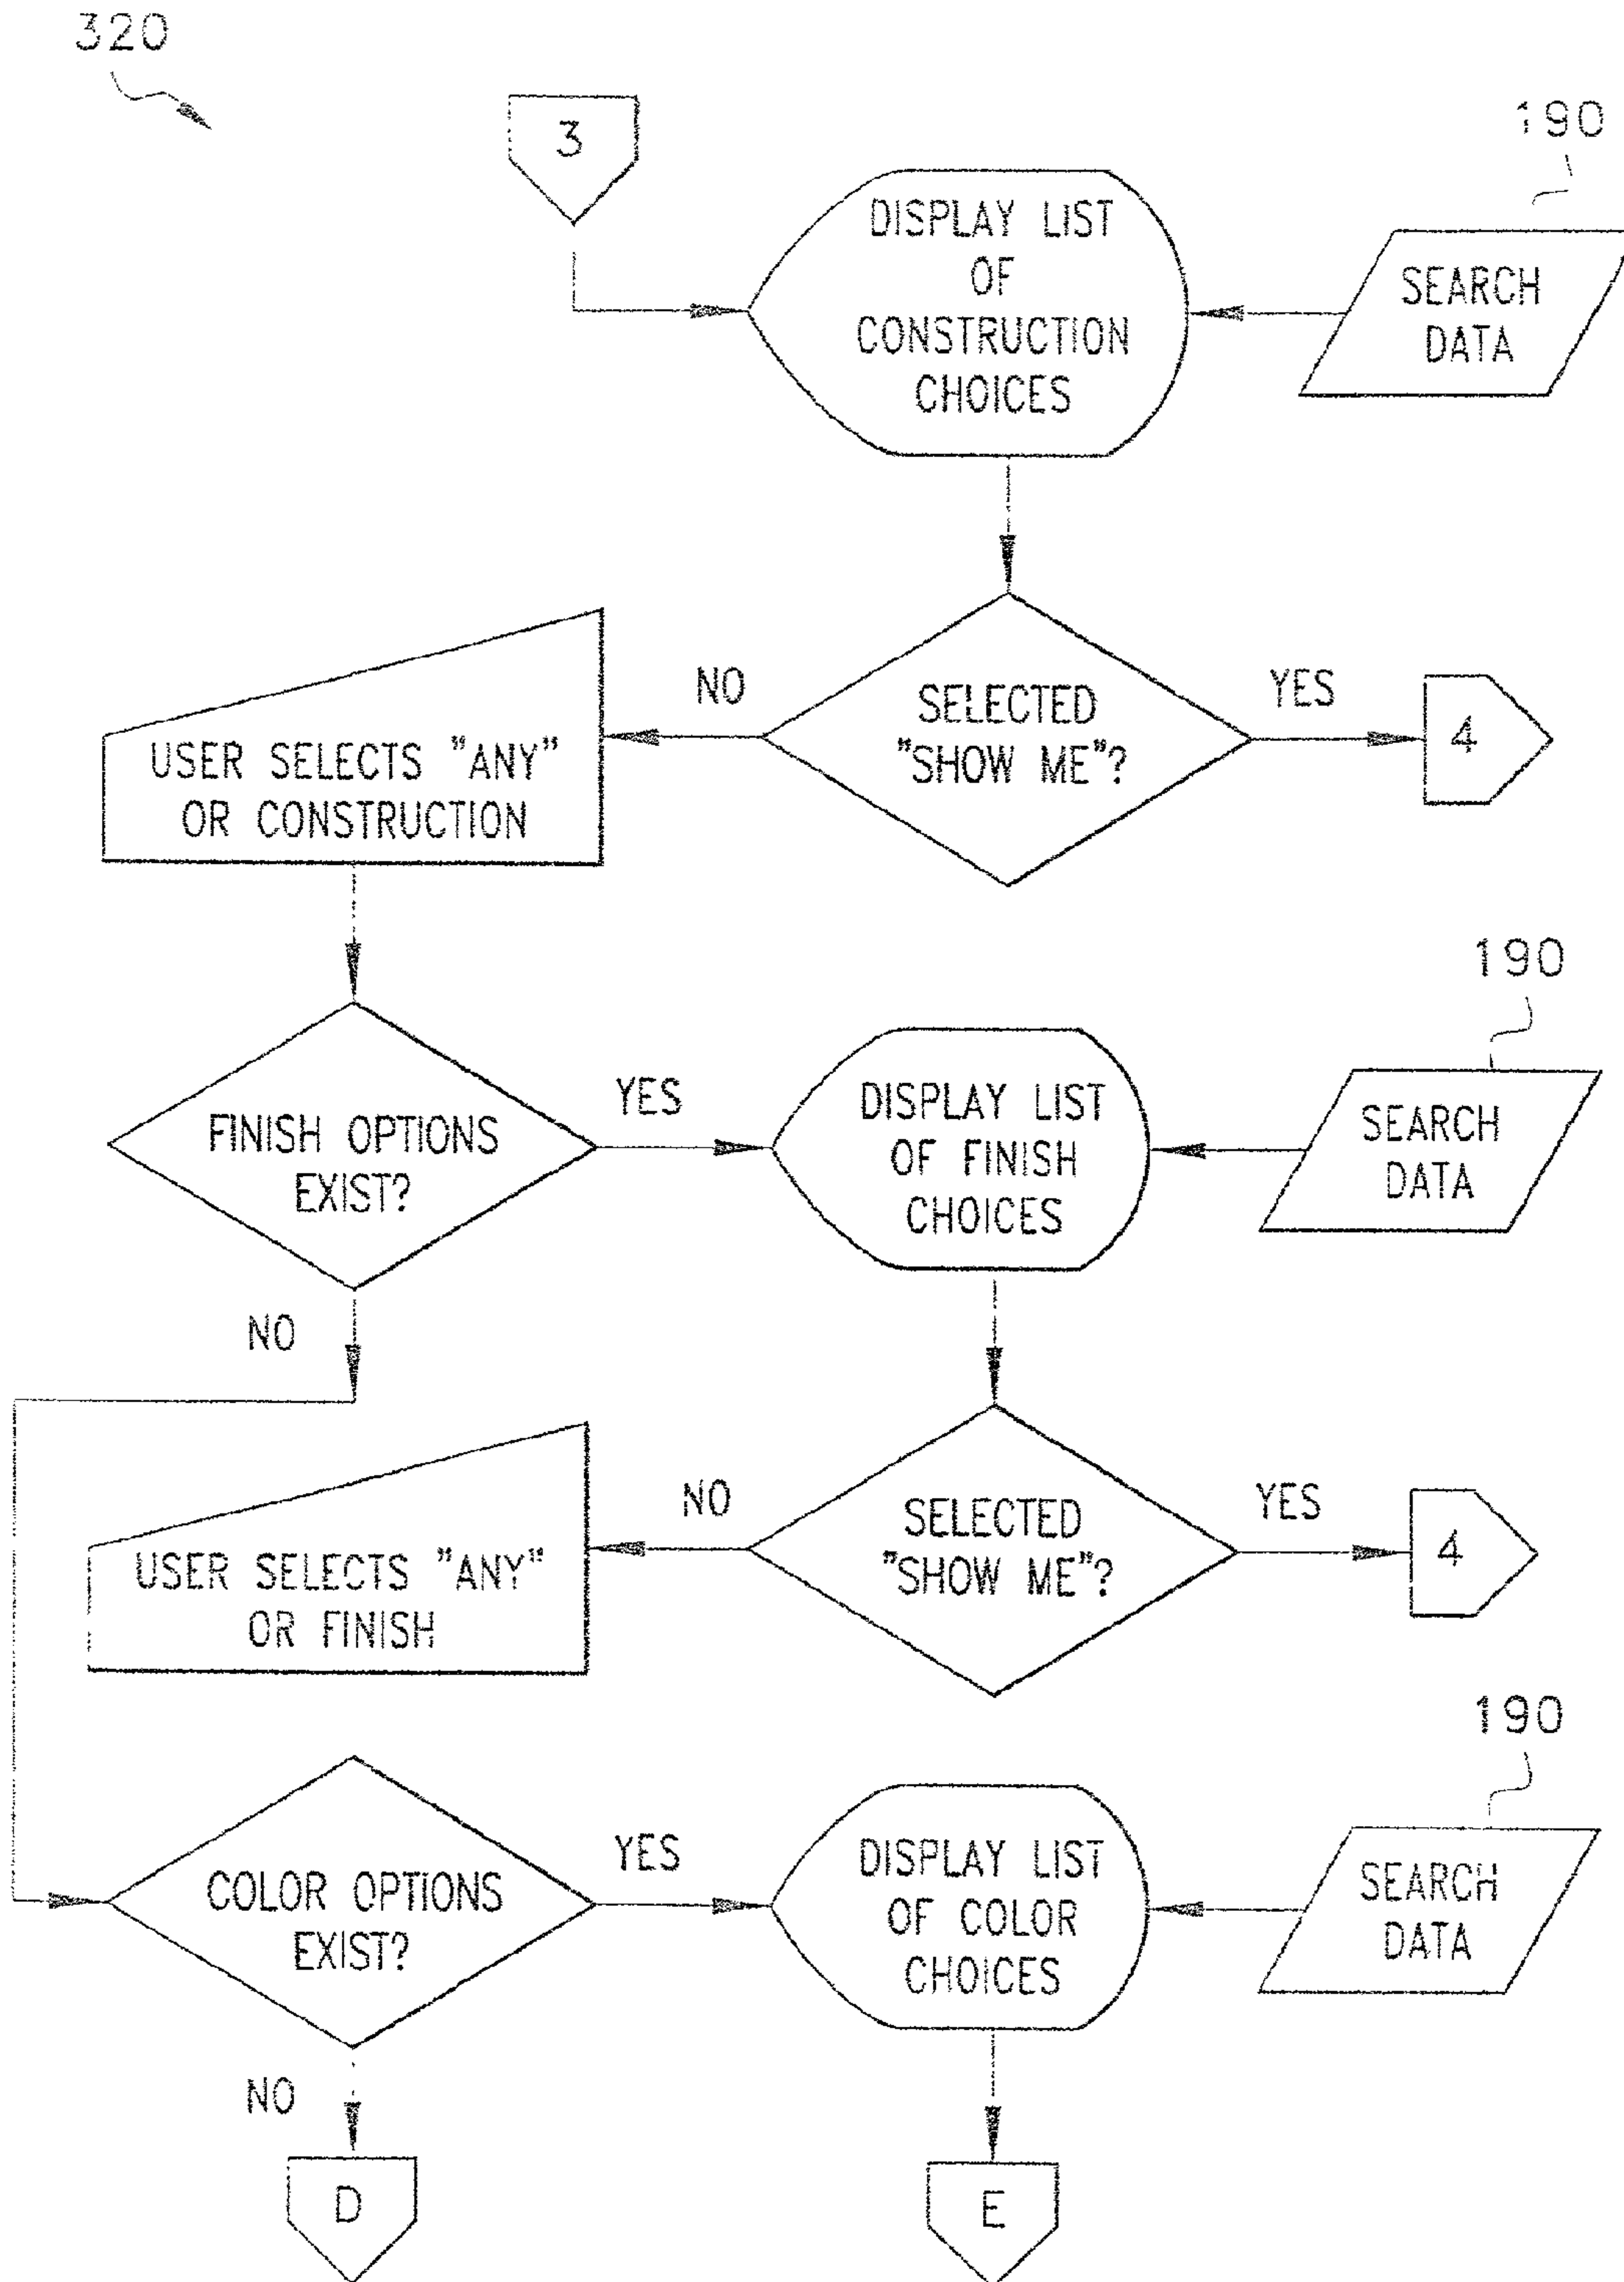 320
3
190
DISPLAY LIST
OF
CONSTRUCTION
CHOICES
SEARCH
DATA
NO
SELECTED
"SHOW ME"?
YES
4
USER SELECTS "ANY"
OR CONSTRUCTION
190
FINISH OPTIONS
EXIST?
YES
DISPLAY LIST
OF FINISH
CHOICES
SEARCH
DATA
NO
NO
SELECTED
"SHOW ME"?
YES
4
USER SELECTS "ANY"
OR FINISH
190
COLOR OPTIONS
EXIST?
YES
DISPLAY LIST
OF COLOR
CHOICES
SEARCH
DATA
NO
D
E